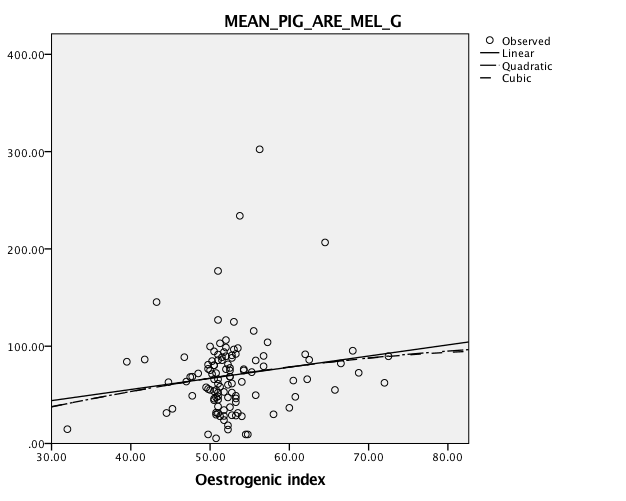 MEAN_PIG_ARE_MEL_G
400.00
300.00
200.00
100.00
.00
30.00 40.00 50.00 60.00 70.00 80.00
Oestrogenic index
Observed
Linear
Quadratic
Cubic